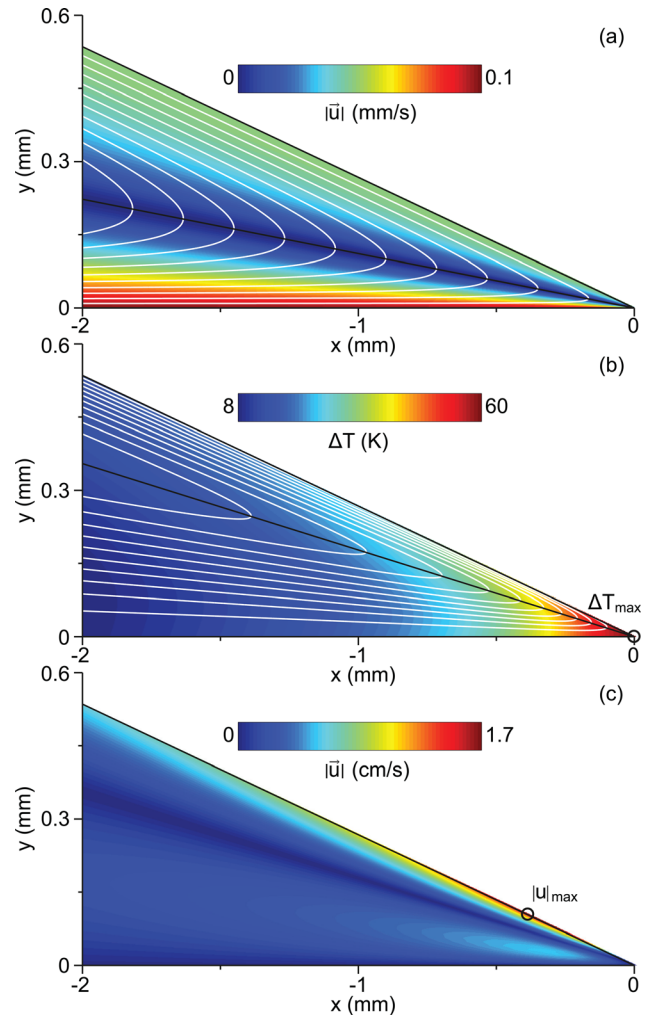 (a)
0.6
0 0.1
|u⃗| (mm/s)
y (mm)
0.3
0
-2 -1 0
x (mm)
(b)
0.6
8 60
ΔT (K)
y (mm)
0.3
ΔTmax
0
-2 -1 0
x (mm)
(c)
0.6
0 1.7
|u⃗| (cm/s)
y (mm)
0.3
|u|max
0
-2 -1 0
x (mm)